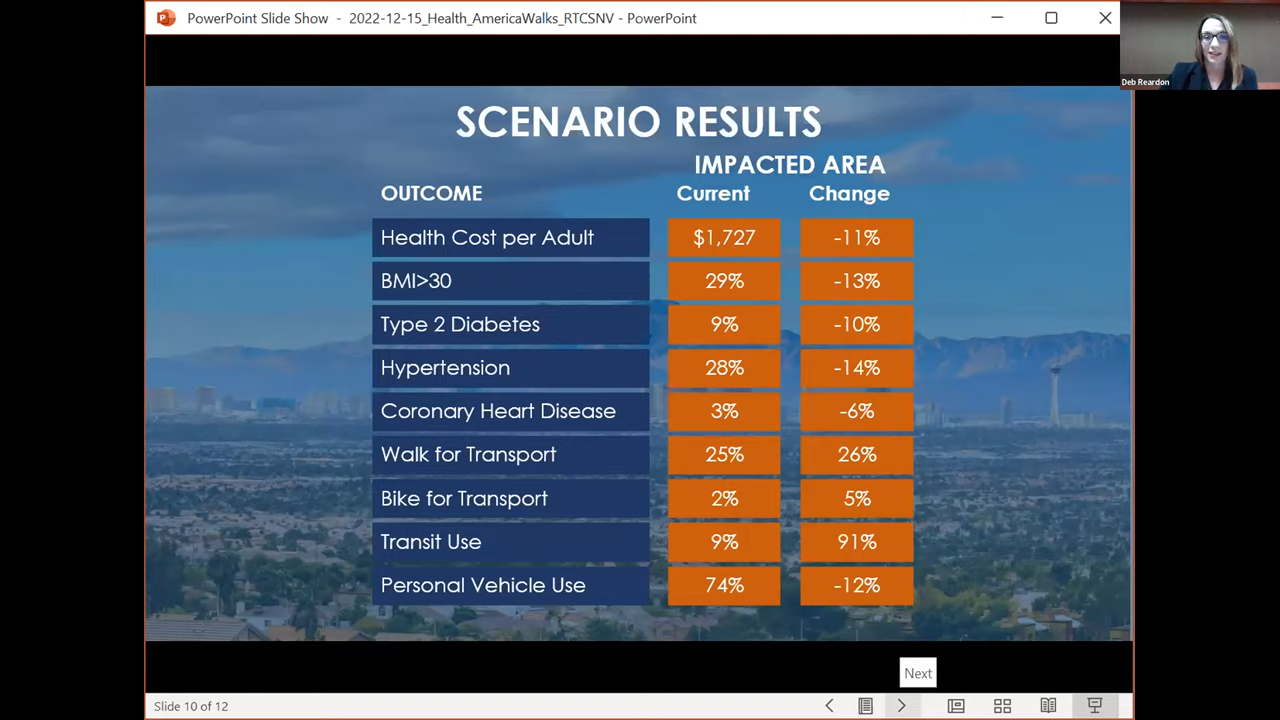 PowerPoint Slide Show - 2022-12-15_Health_AmericaWalks_RTCSNV - PowerPoint
Deb Reardon
SCENARIO RESULTS
IMPACTED AREA
OUTCOME Current Change
Health Cost per Adult $1,727 -11%
BMI>30 29% -13%
Type 2 Diabetes 9% -10%
Hypertension 28% -14%
Coronary Heart Disease 3% -6%
Walk for Transport 25% 26%
Bike for Transport 2% 5%
Transit Use 9% 91%
Personal Vehicle Use 74% -12%
Next
Slide 10 of 12